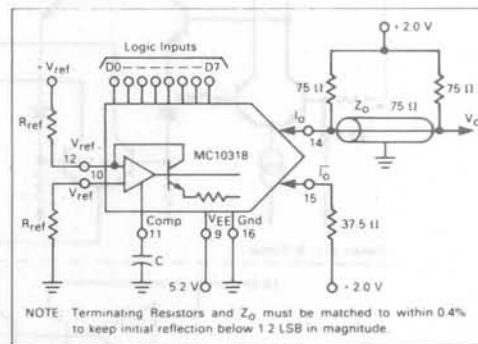 Logic Inputs
D0 - - - - - - D7
+ 2.0 V
+ Vref
75 Ω
75 Ω
Zo = 75 Ω
Rref
Io
14
Vo
Vref
12
MC10318
10
Vref
Io
15
Rref
Comp
11
VEE
9
Gnd
16
37.5 Ω
C
5.2 V
- 2.0 V
NOTE: Terminating Resistors and Zo must be matched to within 0.4%
to keep initial reflection below 1 2 LSB in magnitude.